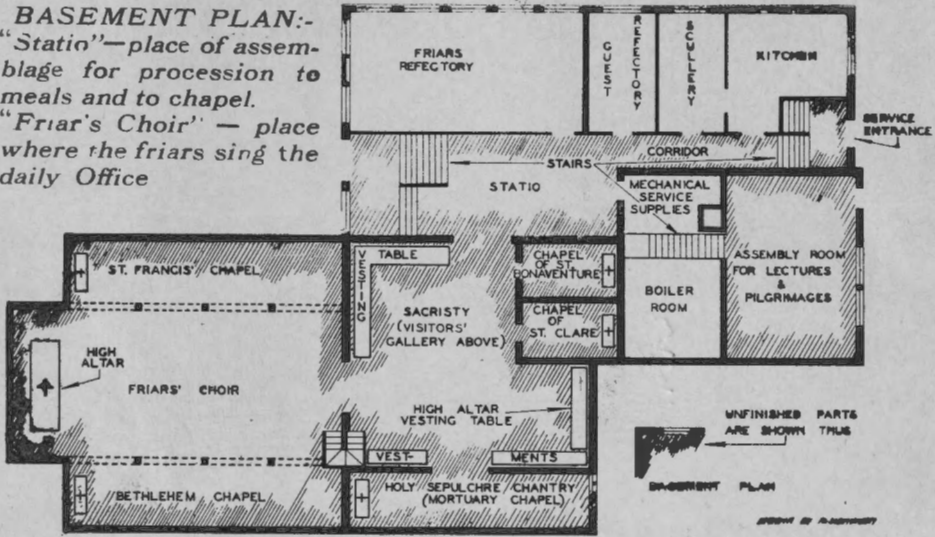 BASEMENT PLAN:-
"Statio"—place of assem-
blage for procession to
meals and to chapel.
"Friar's Choir" — place
where the friars sing the
daily Office
FRIARS
REFECTORY
GUEST
REFECTORY
SCULLERY
KITCHEN
SERVICE
ENTRANCE
STAIRS
CORRIDOR
STATIO
MECHANICAL
SERVICE
SUPPLIES
ASSEMBLY ROOM
FOR LECTURES
&
PILGRIMAGES
BOILER
ROOM
ST. FRANCIS' CHAPEL
VESTING
TABLE
CHAPEL
OF ST.
BONAVENTURE
SACRISTY
(VISITORS'
GALLERY ABOVE)
CHAPEL
OF
ST. CLARE
HIGH
ALTAR
FRIARS' CHOIR
HIGH ALTAR
VESTING TABLE
VEST-
MENTS
BETHLEHEM CHAPEL
HOLY SEPULCHRE CHANTRY
(MORTUARY CHAPEL)
UNFINISHED PARTS
ARE SHOWN THUS
BASEMENT PLAN